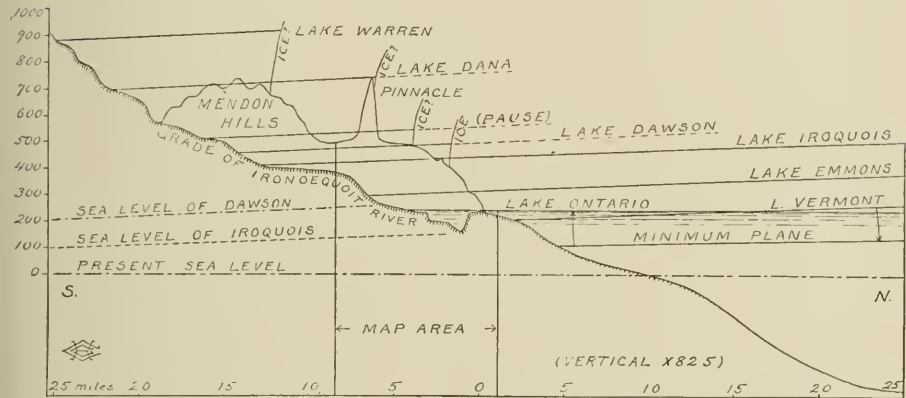 ,1000
900
800
700
600
500
400
300
200
100
0
ICE?
LAKE WARREN
ICE?
LAKE DANA
PINNACLE
MENDON
HILLS
ICE?
ICE
(PAUSE)
LAKE DAWSON
LAKE IROQUOIS
GRADE OF
IRONDEQUOIT
RIVER
LAKE EMMONS
SEA LEVEL OF DAWSON
LAKE ONTARIO
L. VERMONT
SEA LEVEL OF IROQUOIS
MINIMUM PLANE
PRESENT SEA LEVEL
S.
N.
MAP AREA
(VERTICAL X82 5)
25 miles 20 15 10 5 0 5 10 15 20 25